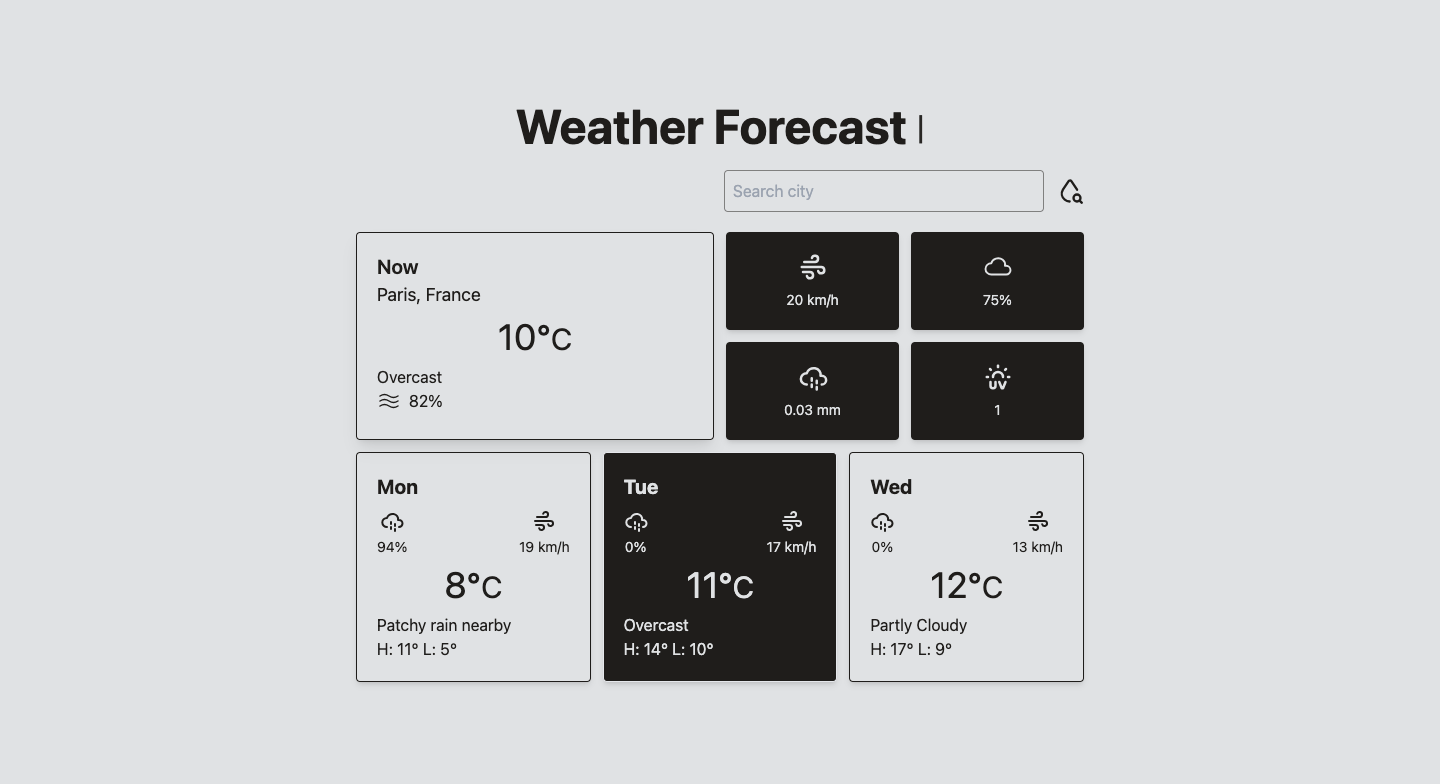 Weather Forecast |
Search city
Now
Paris, France
10°C
Overcast
82%
20 km/h
75%
0.03 mm
UV
1
Mon
94%
19 km/h
8°C
Patchy rain nearby
H: 11° L: 5°
Tue
0%
17 km/h
11°C
Overcast
H: 14° L: 10°
Wed
0%
13 km/h
12°C
Partly Cloudy
H: 17° L: 9°